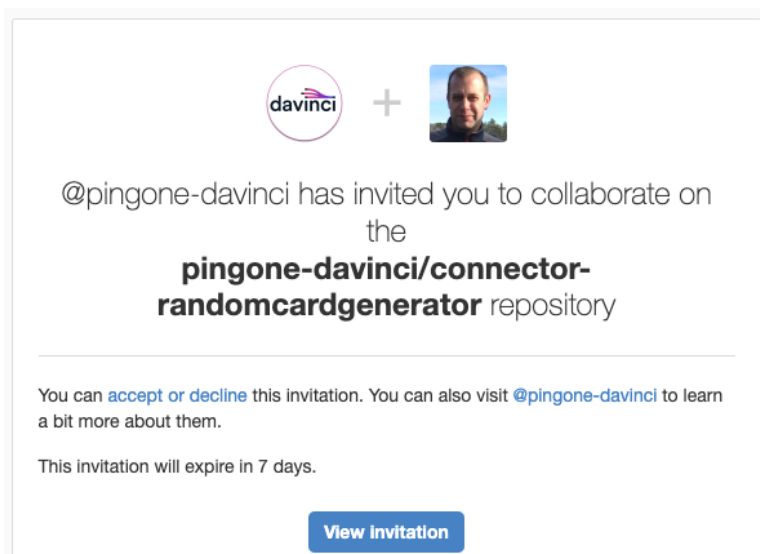 davinci
@pingone-davinci has invited you to collaborate on
the
pingone-davinci/connector-
randomcardgenerator repository
You can accept or decline this invitation. You can also visit @pingone-davinci to learn
a bit more about them.
This invitation will expire in 7 days.
View invitation